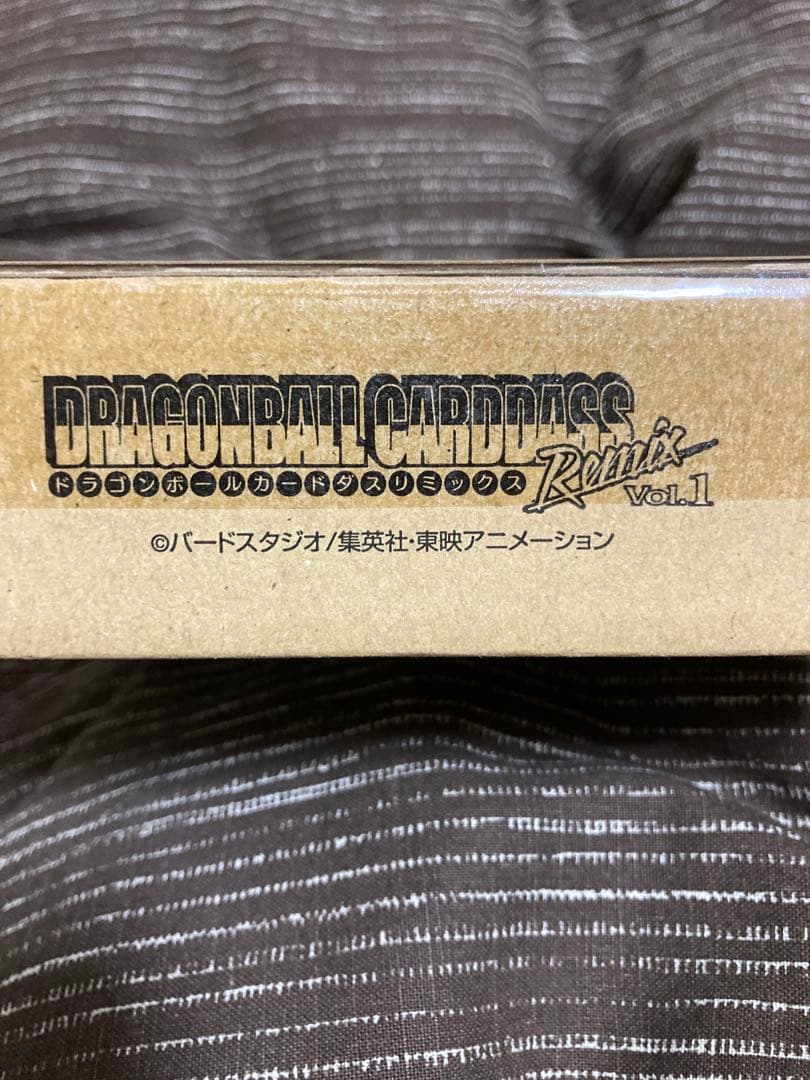 DRAGONBALL CARDDASS
ドラゴンボールカードダスリミックス
Remix
Vol.1
©バードスタジオ/集英社・東映アニメーション